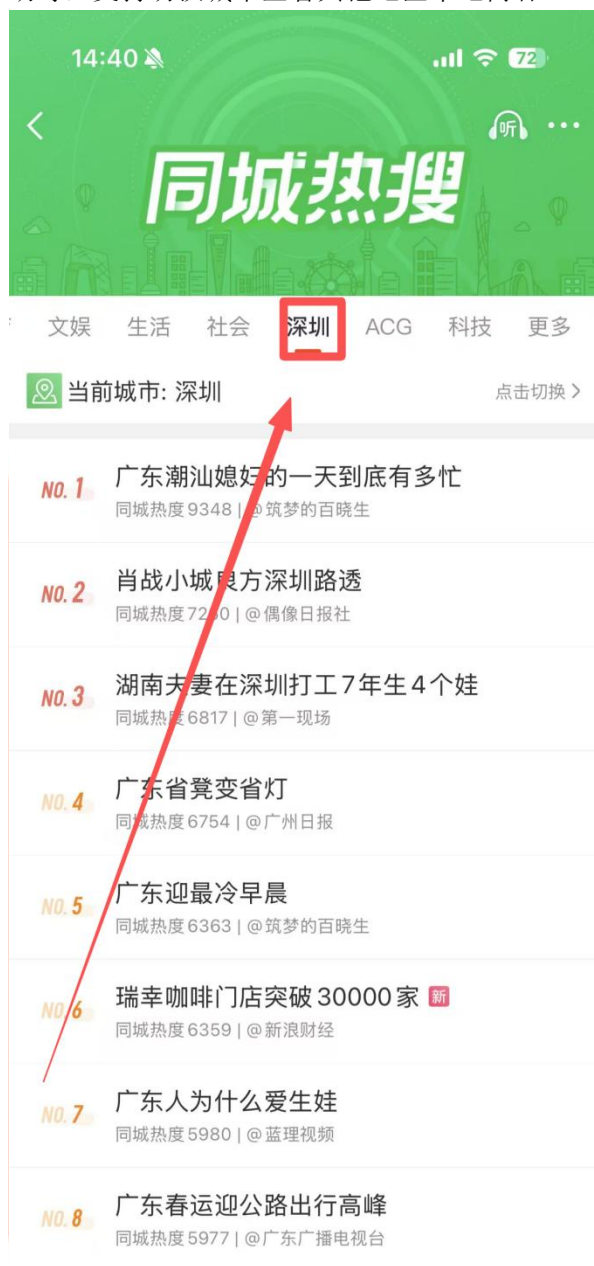 14:40
72
听
同城热搜
文娱 生活 社会 深圳 ACG 科技 更多
当前城市: 深圳 点击切换
NO. 1 广东潮汕媳妇的一天到底有多忙
同城热度 9348 | @筑梦的百晓生
NO. 2 肖战小城良方深圳路透
同城热度 72 0 | @偶像日报社
NO. 3 湖南夫妻在深圳打工7年生4个娃
同城热度 6817 | @第一现场
NO. 4 广东省凳变省灯
同城热度 6754 | @广州日报
NO. 5 广东迎最冷早晨
同城热度 6363 | @筑梦的百晓生
NO. 6 瑞幸咖啡门店突破 30000 家 新
同城热度 6359 | @新浪财经
NO. 7 广东人为什么爱生娃
同城热度 5980 | @蓝理视频
NO. 8 广东春运迎公路出行高峰
同城热度 5977 | @广东广播电视台